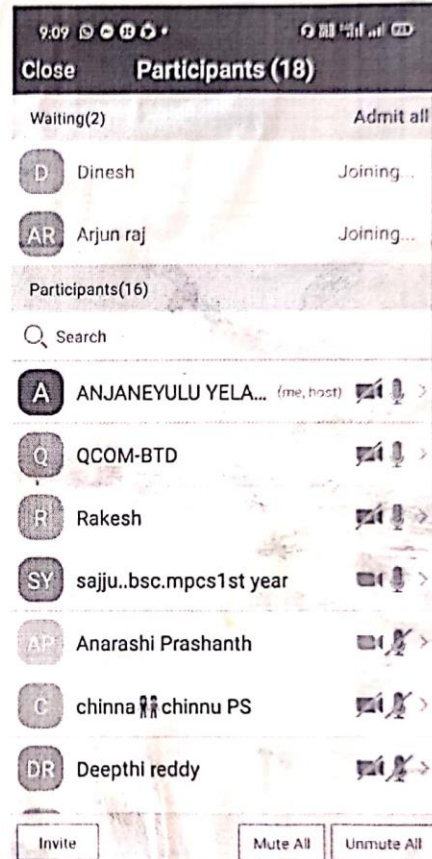 9:09
Close Participants (18)
Waiting(2) Admit all
D Dinesh Joining...
AR Arjun raj Joining...
Participants(16)
Search
A ANJANEYULU YELA... (me, host)
Q QCOM-BTD
R Rakesh
SY sajju..bsc.mpcs1st year
AP Anarashi Prashanth
C chinna👬chinnu PS
DR Deepthi reddy
Invite Mute All Unmute All